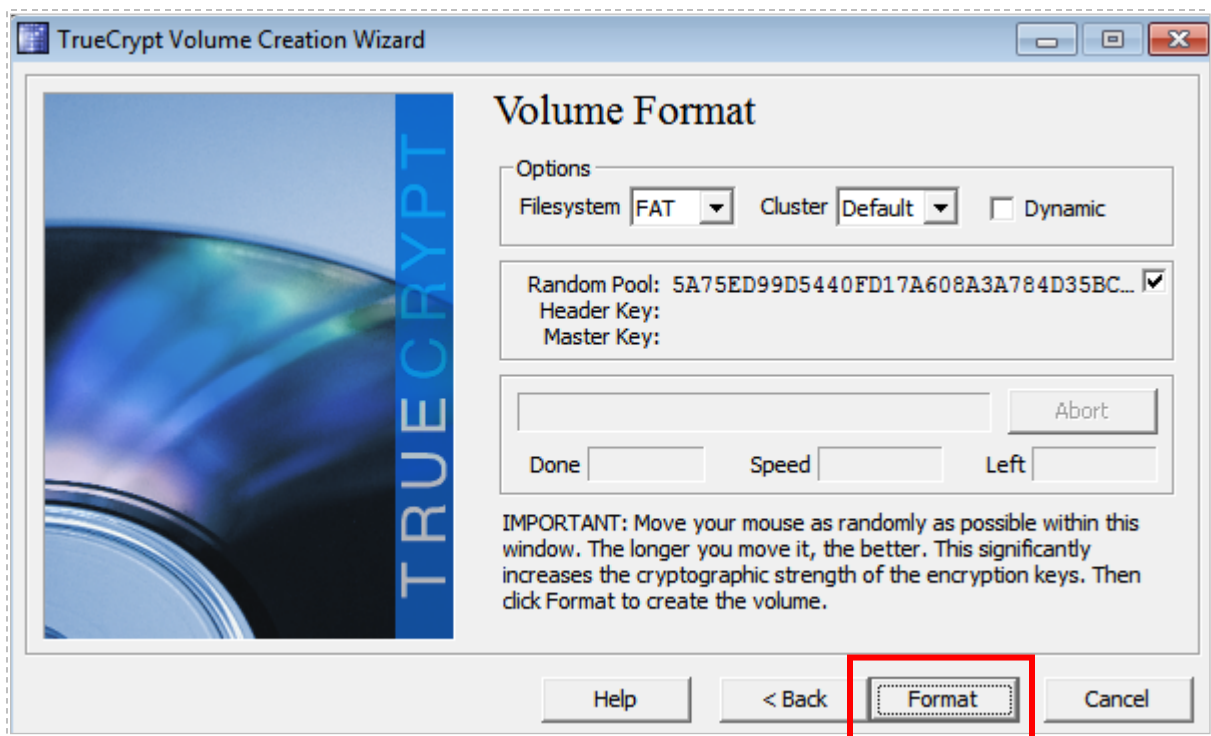 TrueCrypt Volume Creation Wizard
TRUECRYPT
Volume Format
Options
Filesystem FAT Cluster Default Dynamic
Random Pool: 5A75ED99D5440FD17A608A3A784D35BC...
Header Key:
Master Key:
Abort
Done Speed Left
IMPORTANT: Move your mouse as randomly as possible within this
window. The longer you move it, the better. This significantly
increases the cryptographic strength of the encryption keys. Then
click Format to create the volume.
Help < Back Format Cancel